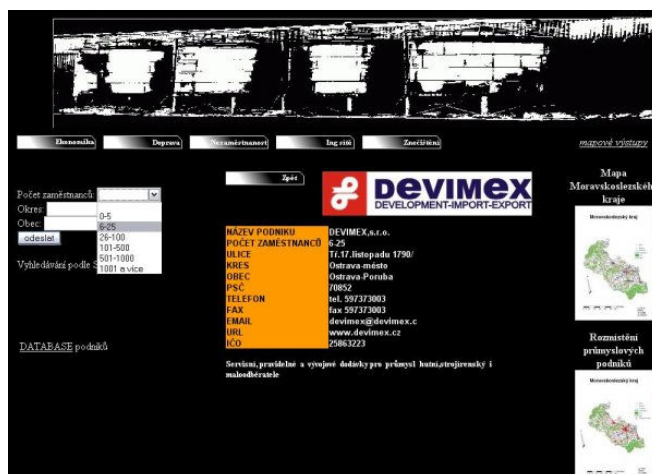 Ekonomika
Doprava
Nezaměstnanost
Ing sítě
Znečištění
mapové výstupy
Počet zaměstnanců:
Okres:
Obec:
odeslat
0-5
6-25
26-100
101-500
501-1000
1001 a více
Vyhledávání podle
DATABASE podniků
Zpět
DEVIMEX
DEVELOPMENT-IMPORT-EXPORT
NÁZEV PODNIKU DEVIMEX,s.r.o.
POČET ZAMĚSTNANCŮ 6-25
ULICE Tř.17.listopadu 1790/
KRES Ostrava-město
OBEC Ostrava-Poruba
PSČ 70852
TELEFON tel. 597373003
FAX fax 597373003
EMAIL devimex@devimex.c
URL www.devimex.cz
IČO 25863223
Servisní,pravidelné a vývojové dodávky pro průmysl hutní,strojírenský i
maloodběratele
Mapa
Moravskoslezského
kraje
Moravskoslezský kraj
Rozmístění
průmyslových
podniků
Moravskoslezský kraj